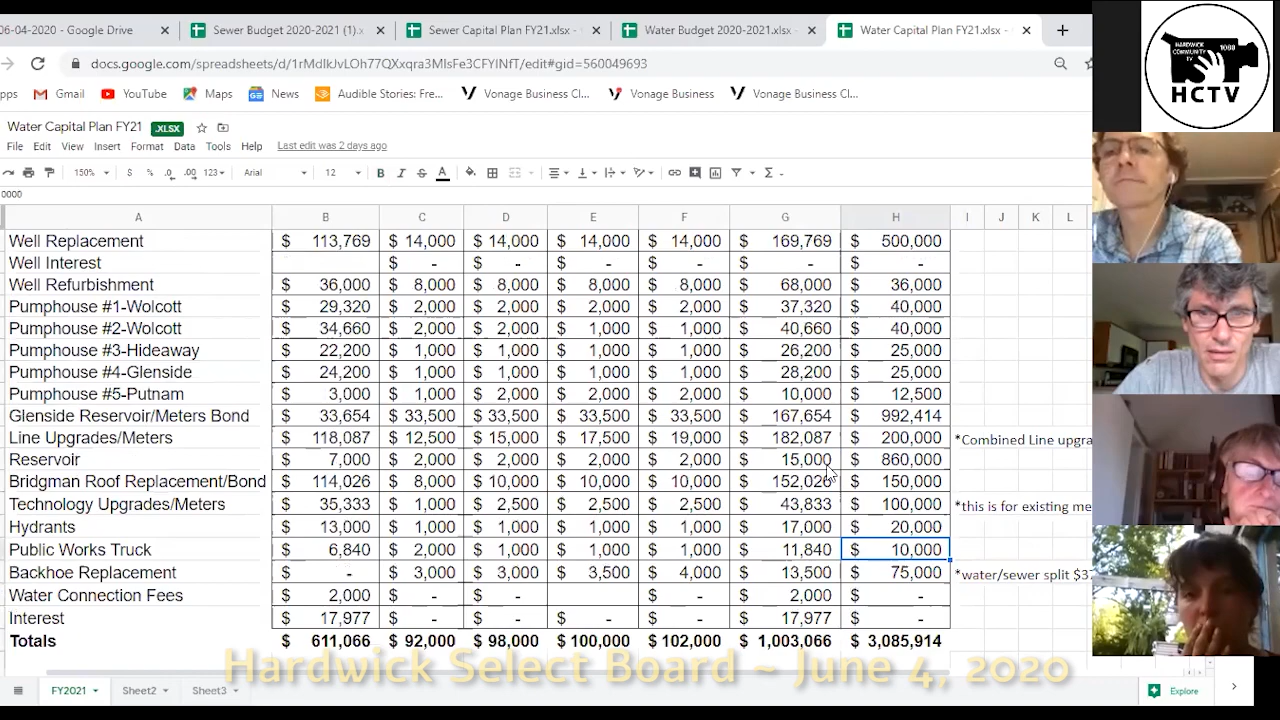 06-04-2020 - Google Drive Sewer Budget 2020-2021 (1).x Sewer Capital Plan FY21.xlsx - Water Budget 2020-2021.xlsx - Water Capital Plan FY21.xlsx -
docs.google.com/spreadsheets/d/
Gmail YouTube Maps News Audible Stories: Fre... Vonage Business Cl... Vonage Business Vonage Business Cl...
HARDWICK COMMUNITY TV 1080
HCTV
Water Capital Plan FY21 .XLSX
File Edit View Insert Format Data Tools Help Last edit was 2 days ago
150% $ % .0 .00 123 Arial 12 B I S A
0000
A B C D E F G H I J K L
Well Replacement $ 113,769 $ 14,000 $ 14,000 $ 14,000 $ 14,000 $ 169,769 $ 500,000
Well Interest $ - $ - $ - $ - $ - $ -
Well Refurbishment $ 36,000 $ 8,000 $ 8,000 $ 8,000 $ 8,000 $ 68,000 $ 36,000
Pumphouse #1-Wolcott $ 29,320 $ 2,000 $ 2,000 $ 2,000 $ 2,000 $ 37,320 $ 40,000
Pumphouse #2-Wolcott $ 34,660 $ 2,000 $ 2,000 $ 1,000 $ 1,000 $ 40,660 $ 40,000
Pumphouse #3-Hideaway $ 22,200 $ 1,000 $ 1,000 $ 1,000 $ 1,000 $ 26,200 $ 25,000
Pumphouse #4-Glenside $ 24,200 $ 1,000 $ 1,000 $ 1,000 $ 1,000 $ 28,200 $ 25,000
Pumphouse #5-Putnam $ 3,000 $ 1,000 $ 2,000 $ 2,000 $ 2,000 $ 10,000 $ 12,500
Glenside Reservoir/Meters Bond $ 33,654 $ 33,500 $ 33,500 $ 33,500 $ 33,500 $ 167,654 $ 992,414
Line Upgrades/Meters $ 118,087 $ 12,500 $ 15,000 $ 17,500 $ 19,000 $ 182,087 $ 200,000 *Combined Line upgra
Reservoir $ 7,000 $ 2,000 $ 2,000 $ 2,000 $ 2,000 $ 15,000 $ 860,000
Bridgman Roof Replacement/Bond $ 114,026 $ 8,000 $ 10,000 $ 10,000 $ 10,000 $ 152,026 $ 150,000
Technology Upgrades/Meters $ 35,333 $ 1,000 $ 2,500 $ 2,500 $ 2,500 $ 43,833 $ 100,000 *this is for existing me
Hydrants $ 13,000 $ 1,000 $ 1,000 $ 1,000 $ 1,000 $ 17,000 $ 20,000
Public Works Truck $ 6,840 $ 2,000 $ 1,000 $ 1,000 $ 1,000 $ 11,840 $ 10,000
Backhoe Replacement $ - $ 3,000 $ 3,000 $ 3,500 $ 4,000 $ 13,500 $ 75,000 *water/sewer split $37
Water Connection Fees $ 2,000 $ - $ - $ - $ 2,000 $ -
Interest $ 17,977 $ - $ - $ - $ - $ 17,977 $ -
Totals $ 611,066 $ 92,000 $ 98,000 $ 100,000 $ 102,000 $ 1,003,066 $ 3,085,914
Hardwick Select Board ~ June 4, 2020
FY2021 Sheet2 Sheet3 Explore